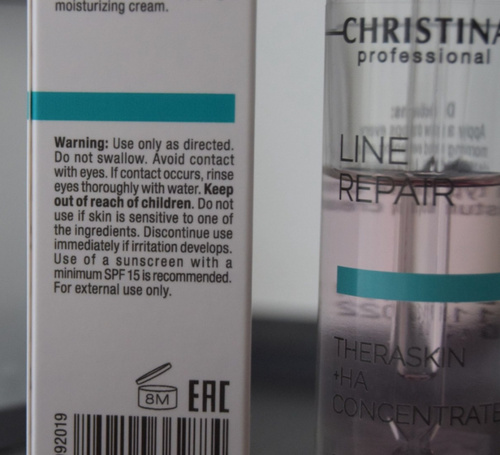 moisturizing cream.
Warning: Use only as directed.
Do not swallow. Avoid contact
with eyes. If contact occurs, rinse
eyes thoroughly with water. Keep
out of reach of children. Do not
use if skin is sensitive to one of
the ingredients. Discontinue use
immediately if irritation develops.
Use of a sunscreen with a
minimum SPF 15 is recommended.
For external use only.
8M
EAC
92019
CHRISTINA
professional
LINE
REPAIR
THERASKIN
+HA
CONCENTRATE